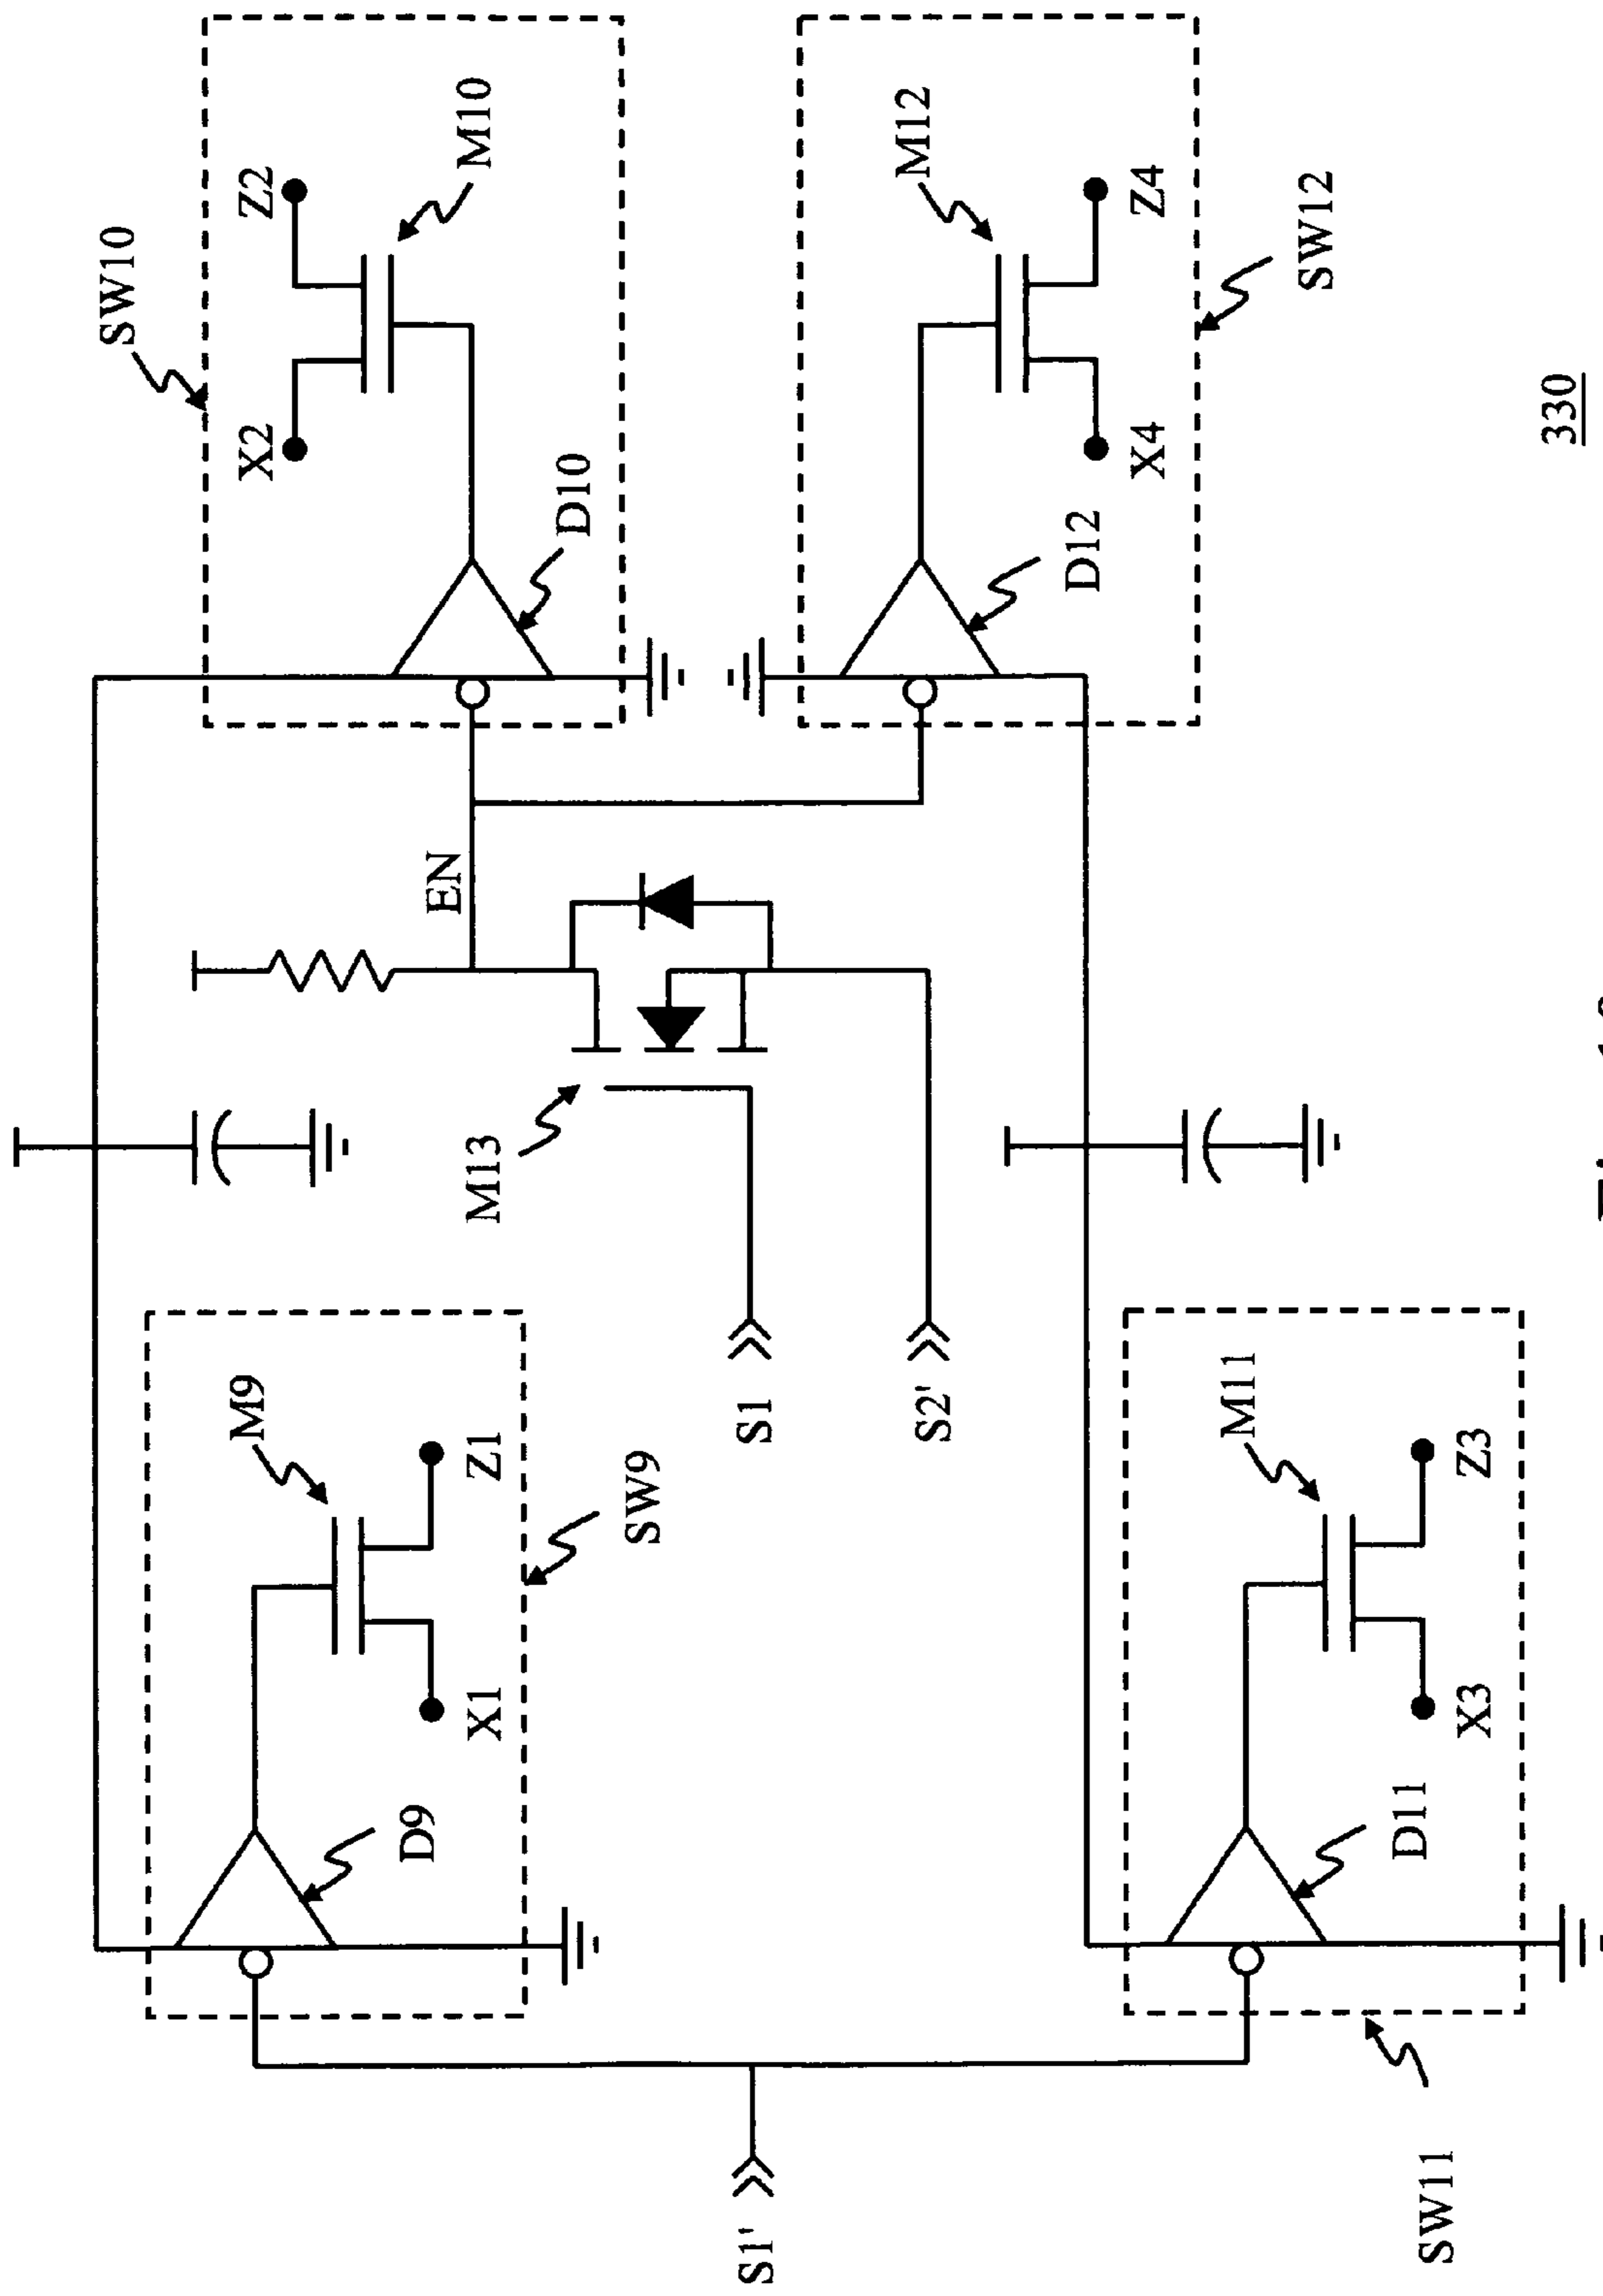 SW10
X2
Z2
M10
D10
M12
X4
Z4
D12
SW12
EN
M13
S1
S2'
M9
X1
Z1
D9
SW9
M11
X3
Z3
D11
SW11
S1'
330